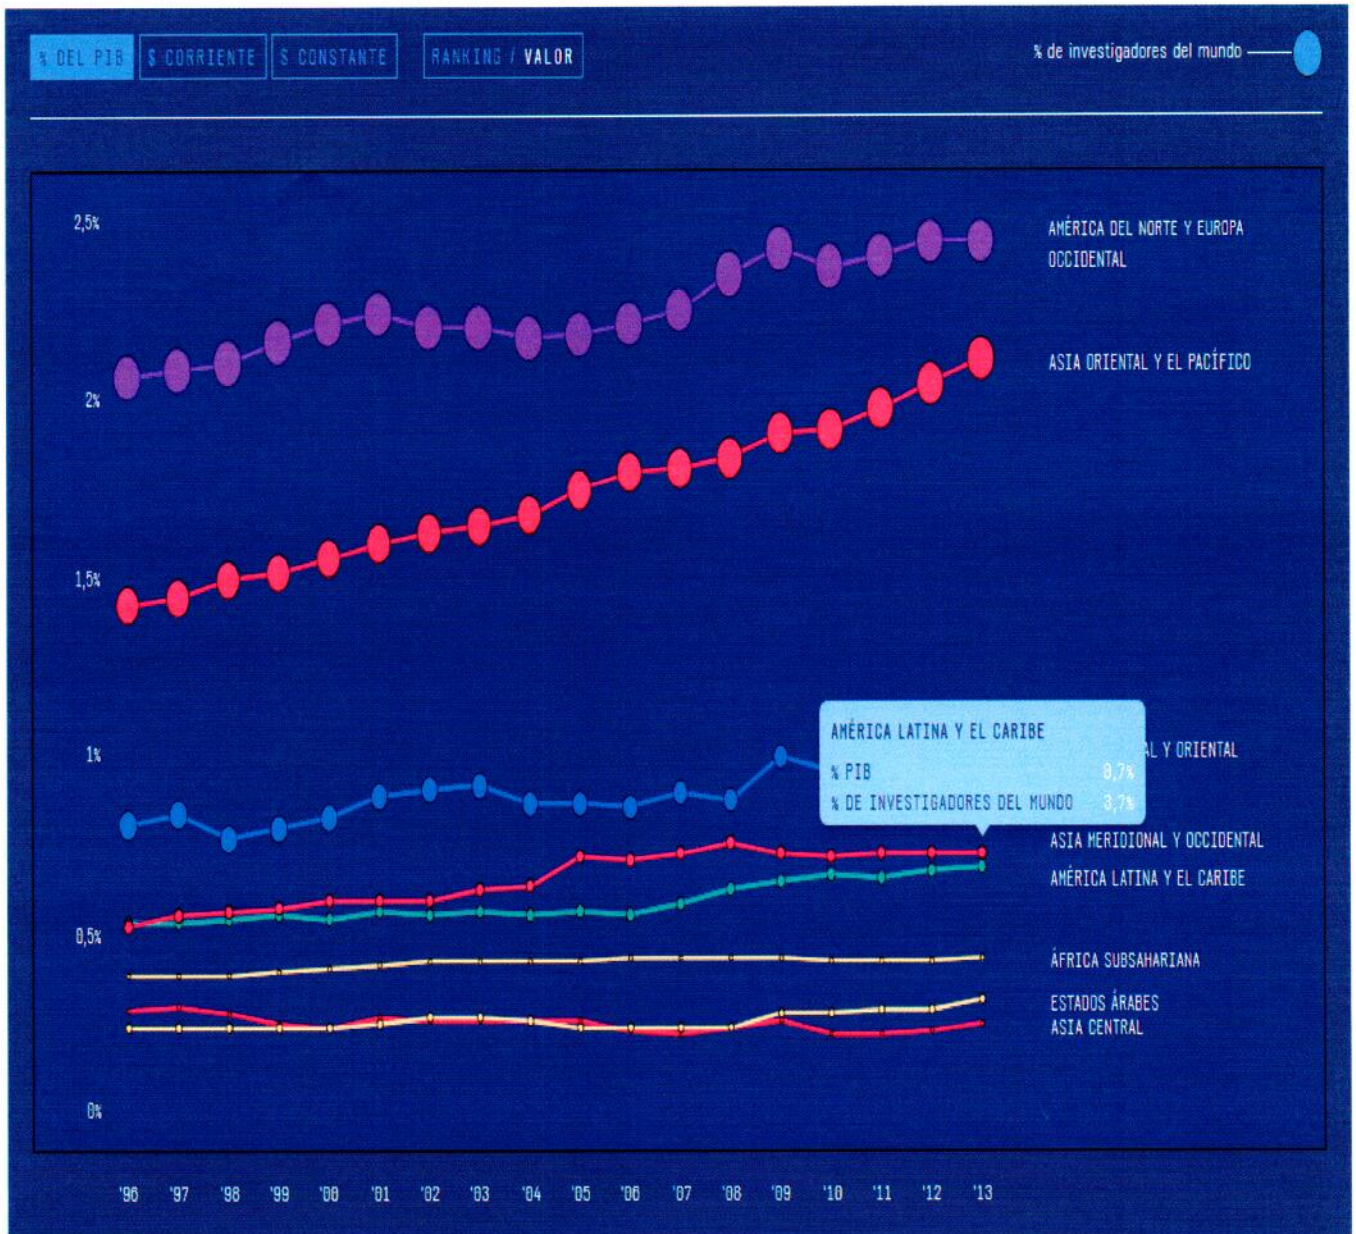 % DEL PIB
$ CORRIENTE
$ CONSTANTE
RANKING / VALOR
% de investigadores del mundo
2,5%
2%
1,5%
1%
0,5%
0%
AMÉRICA DEL NORTE Y EUROPA
OCCIDENTAL
ASIA ORIENTAL Y EL PACÍFICO
AMÉRICA LATINA Y EL CARIBE
% PIB 0,7%
% DE INVESTIGADORES DEL MUNDO 3,7%
AL Y ORIENTAL
ASIA MERIDIONAL Y OCCIDENTAL
AMÉRICA LATINA Y EL CARIBE
ÁFRICA SUBSAHARIANA
ESTADOS ÁRABES
ASIA CENTRAL
'96 '97 '98 '99 '00 '01 '02 '03 '04 '05 '06 '07 '08 '09 '10 '11 '12 '13